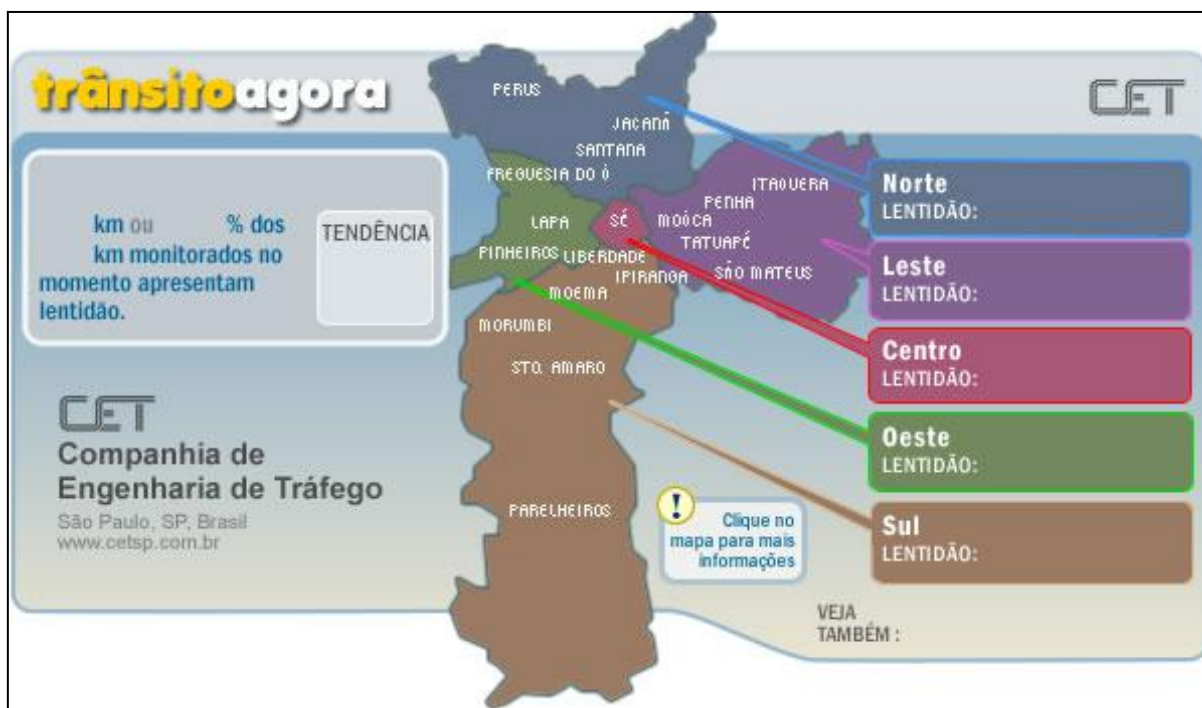 trânsitoagora
CET
km ou % dos
km monitorados no
momento apresentam
lentidão.
TENDÊNCIA
CET
Companhia de
Engenharia de Tráfego
São Paulo, SP, Brasil
www.cetsp.com.br
PERUS
JAÇANÃ
SANTANA
FREGUESIA DO Ó
ITAQUERA
PENHA
LAPA
SÉ
MOÓCA
TATUAPÉ
PINHEIROS
LIBERDADE
IPIRANGA
SÃO MATEUS
MOEMA
MORUMBI
STO. AMARO
PARELHEIROS
Norte
LENTIDÃO:
Leste
LENTIDÃO:
Centro
LENTIDÃO:
Oeste
LENTIDÃO:
Sul
LENTIDÃO:
!
Clique no
mapa para mais
informações
VEJA
TAMBÉM :